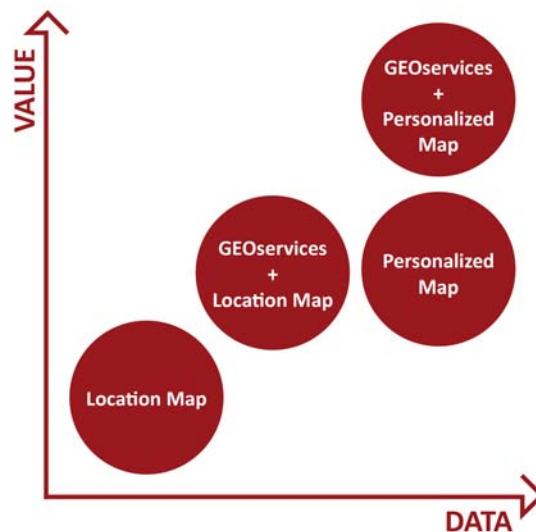 VALUE
GEOservices
+
Personalized
Map
GEOservices
+
Location Map
Personalized
Map
Location Map
DATA